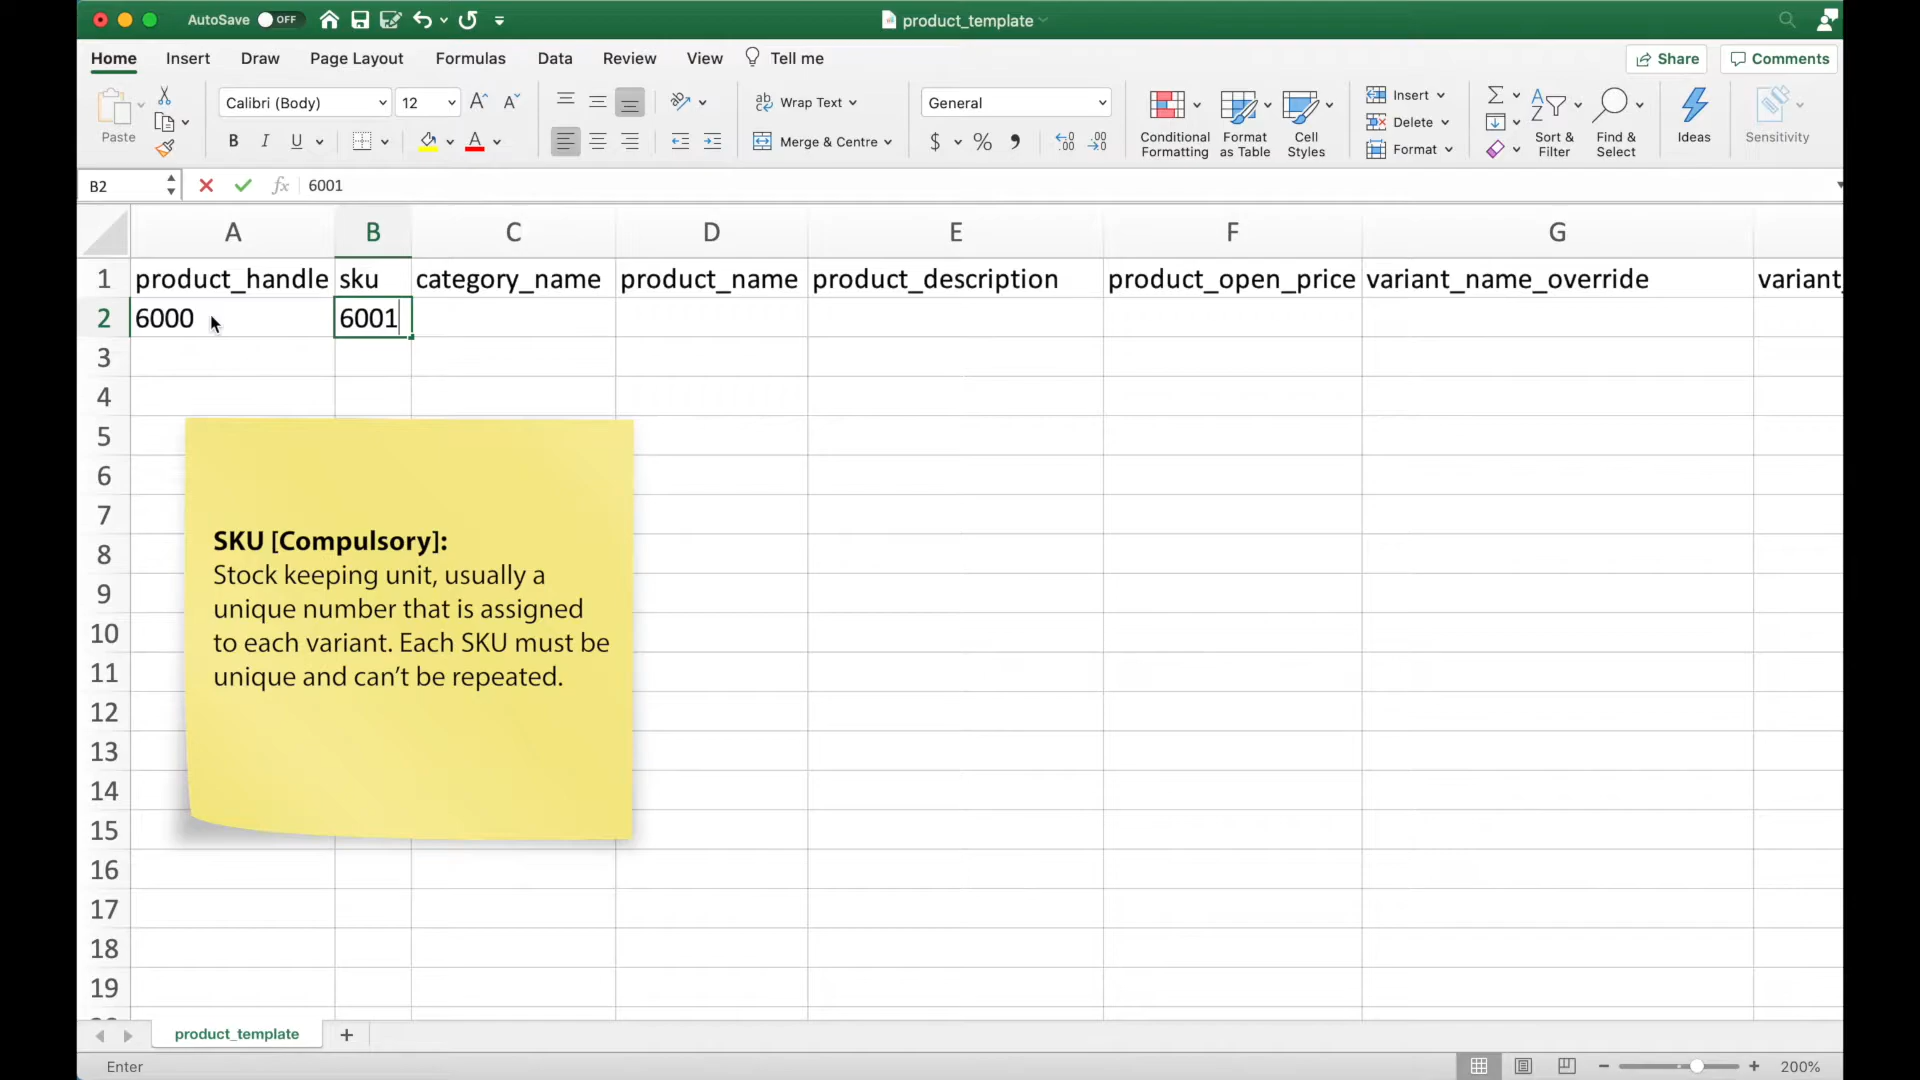 AutoSave OFF product_template
Home Insert Draw Page Layout Formulas Data Review View Tell me Share Comments
Paste Calibri (Body) 12 A^ Aˇ ab Wrap Text General Conditional Formatting Format as Table Cell Styles Insert Delete Format Σ Sort & Filter Find & Select Ideas Sensitivity
B I U A Merge & Centre $ %
B2 fx 6001
A B C D E F G
1 product_handle sku category_name product_name product_description product_open_price variant_name_override variant_
2 6000 6001
3
4
5
6
7
8
9
10
11
12
13
14
15
16
17
18
19
SKU [Compulsory]:
Stock keeping unit, usually a
unique number that is assigned
to each variant. Each SKU must be
unique and can’t be repeated.
product_template +
Enter 200%